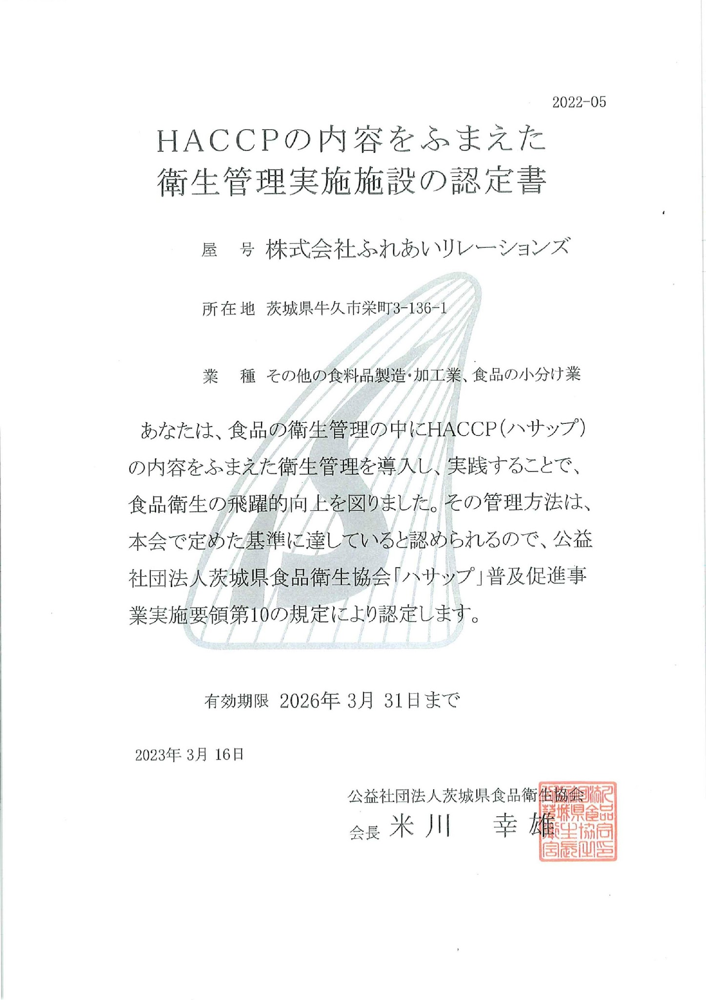 2022-05
HACCPの内容をふまえた
衛生管理実施施設の認定書
屋　号 株式会社ふれあいリレーションズ
所在地 茨城県牛久市栄町3-136-1
業　種 その他の食料品製造・加工業、食品の小分け業
あなたは、食品の衛生管理の中にHACCP(ハサップ)
の内容をふまえた衛生管理を導入し、実践することで、
食品衛生の飛躍的向上を図りました。その管理方法は、
本会で定めた基準に達していると認められるので、公益
社団法人茨城県食品衛生協会「ハサップ」普及促進事
業実施要領第10の規定により認定します。
有効期限 2026年 3月 31日まで
2023年 3月 16日
公益社団法人茨城県食品衛生協会
会長 米川　幸雄